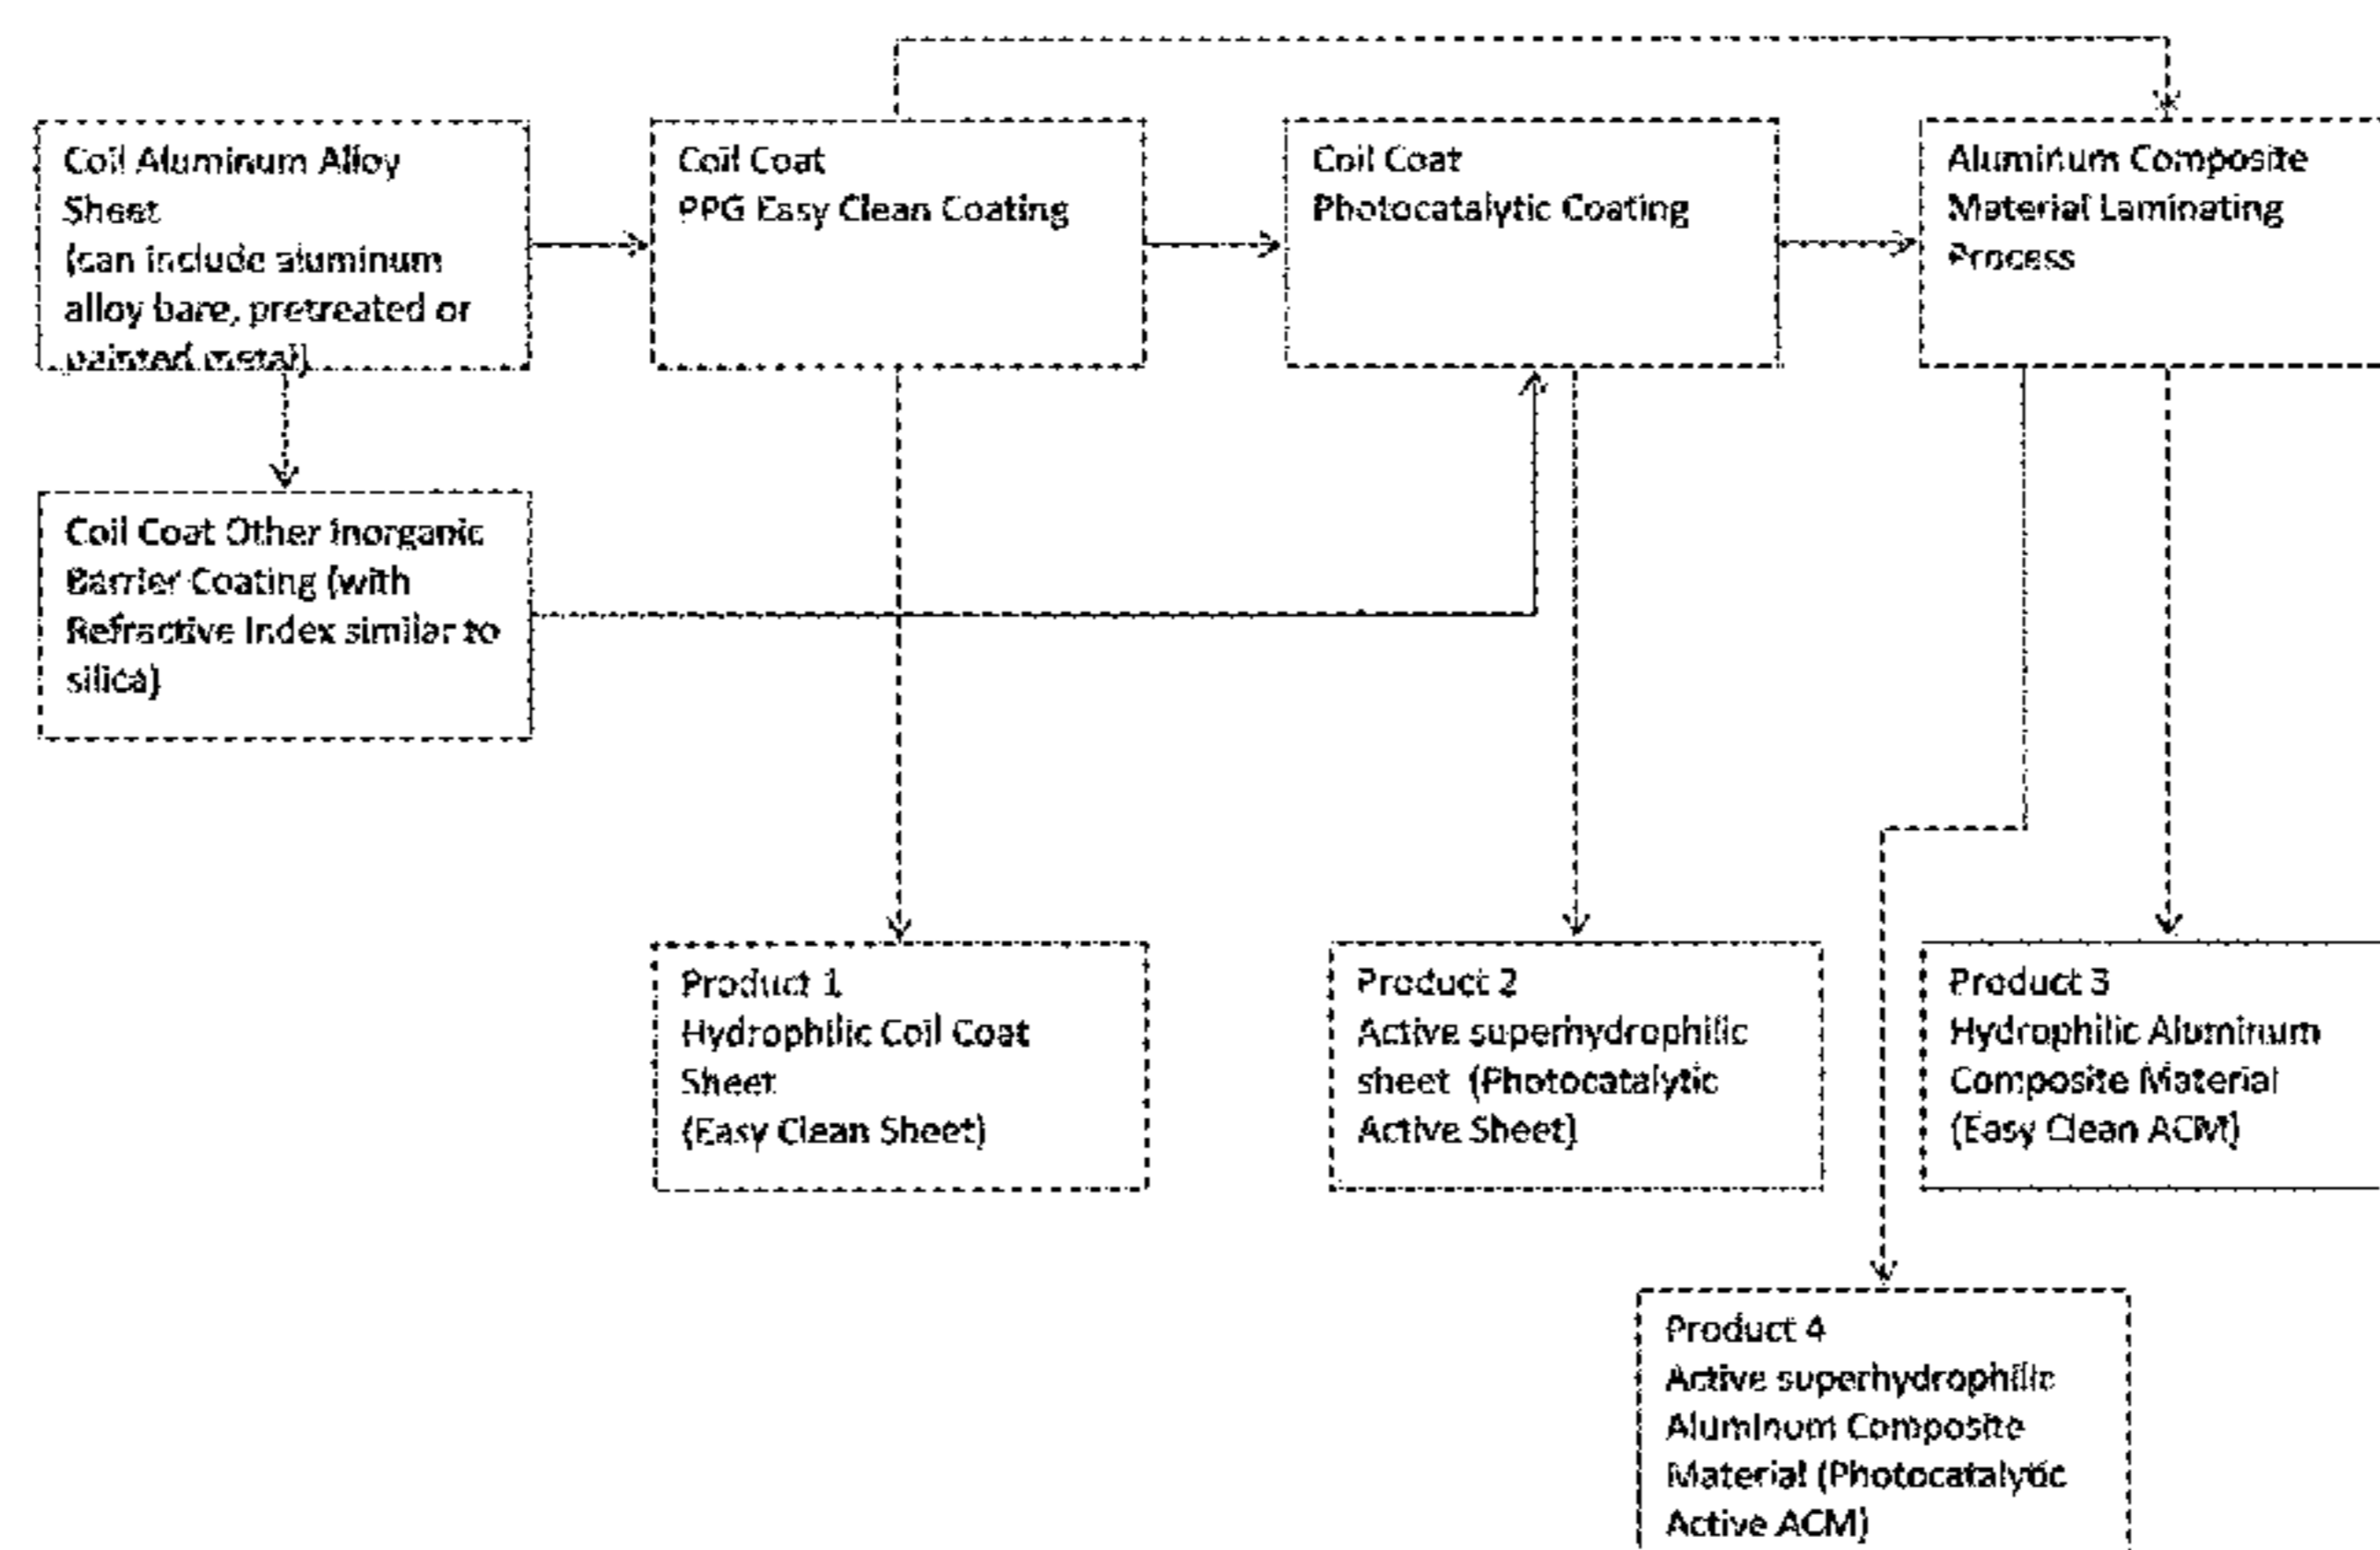 Coil Aluminum Alloy
Sheet
(can include aluminum
alloy bare, pretreated or
painted metal)
Coil Coat
PPG Easy Clean Coating
Coil Coat
Photocatalytic Coating
Aluminum Composite
Material Laminating
Process
Coil Coat Other Inorganic
Barrier Coating (with
Refractive Index similar to
silica)
Product 1
Hydrophilic Coil Coat
Sheet
(Easy Clean Sheet)
Product 2
Active superhydrophilic
sheet (Photocatalytic
Active Sheet)
Product 3
Hydrophilic Aluminum
Composite Material
(Easy Clean ACM)
Product 4
Active superhydrophilic
Aluminum Composite
Material (Photocatalytic
Active ACM)